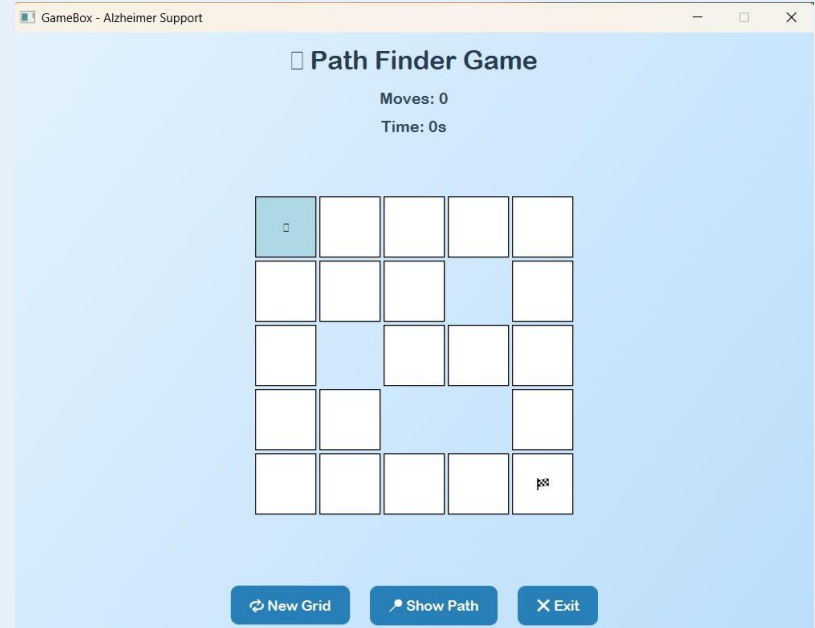 GameBox - Alzheimer Support
Path Finder Game
Moves: 0
Time: 0s
New Grid
Show Path
Exit